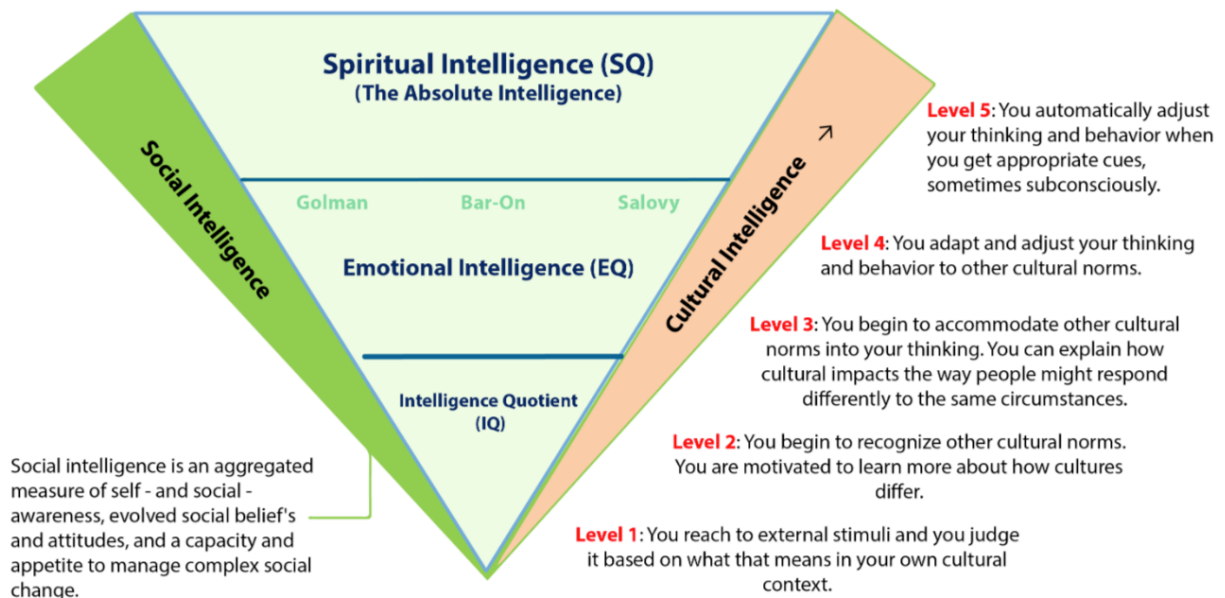 Spiritual Intelligence (SQ)
(The Absolute Intelligence)
Social Intelligence
Golman Bar-On Salovy
Emotional Intelligence (EQ)
Cultural Intelligence
Intelligence Quotient
(IQ)
Level 5: You automatically adjust
your thinking and behavior when
you get appropriate cues,
sometimes subconsciously.
Level 4: You adapt and adjust your thinking
and behavior to other cultural norms.
Level 3: You begin to accommodate other cultural
norms into your thinking. You can explain how
cultural impacts the way people might respond
differently to the same circumstances.
Level 2: You begin to recognize other cultural norms.
You are motivated to learn more about how cultures
differ.
Level 1: You reach to external stimuli and you judge
it based on what that means in your own cultural
context.
Social intelligence is an aggregated
measure of self - and social -
awareness, evolved social belief's
and attitudes, and a capacity and
appetite to manage complex social
change.